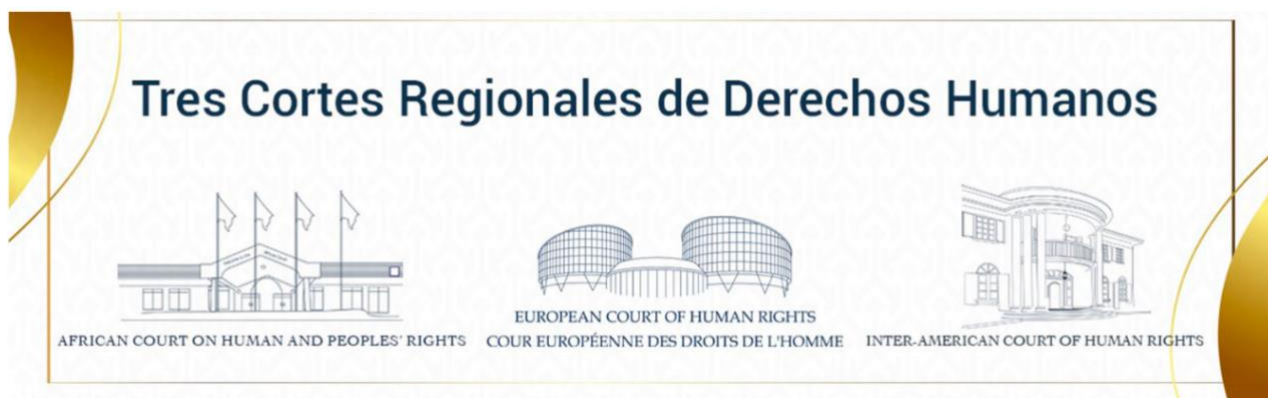 Tres Cortes Regionales de Derechos Humanos
AFRICAN COURT ON HUMAN AND PEOPLES' RIGHTS
EUROPEAN COURT OF HUMAN RIGHTS
COUR EUROPÉENNE DES DROITS DE L'HOMME
INTER-AMERICAN COURT OF HUMAN RIGHTS